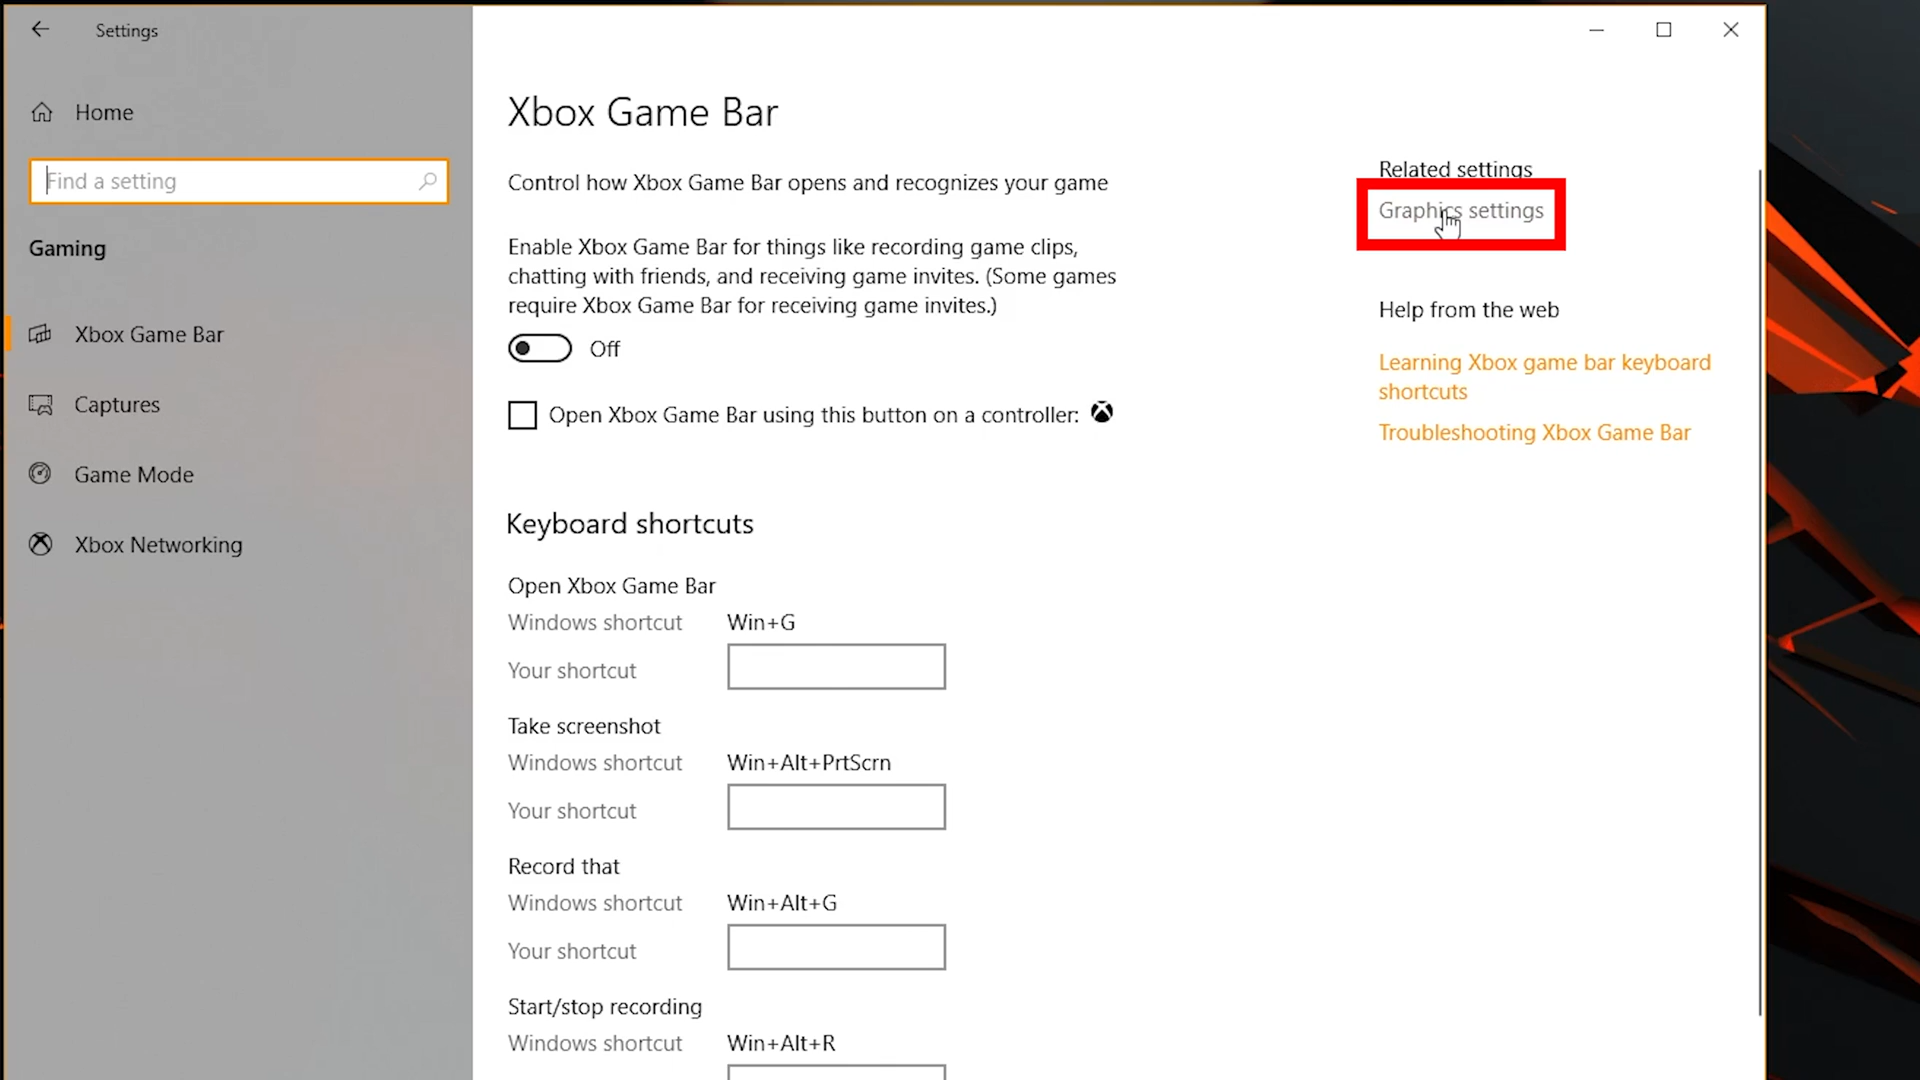 Settings
Home
Find a setting
Gaming
Xbox Game Bar
Captures
Game Mode
Xbox Networking
Xbox Game Bar
Control how Xbox Game Bar opens and recognizes your game
Enable Xbox Game Bar for things like recording game clips,
chatting with friends, and receiving game invites. (Some games
require Xbox Game Bar for receiving game invites.)
Off
Open Xbox Game Bar using this button on a controller:
Keyboard shortcuts
Open Xbox Game Bar
Windows shortcut Win+G
Your shortcut
Take screenshot
Windows shortcut Win+Alt+PrtScrn
Your shortcut
Record that
Windows shortcut Win+Alt+G
Your shortcut
Start/stop recording
Windows shortcut Win+Alt+R
Related settings
Graphics settings
Help from the web
Learning Xbox game bar keyboard
shortcuts
Troubleshooting Xbox Game Bar